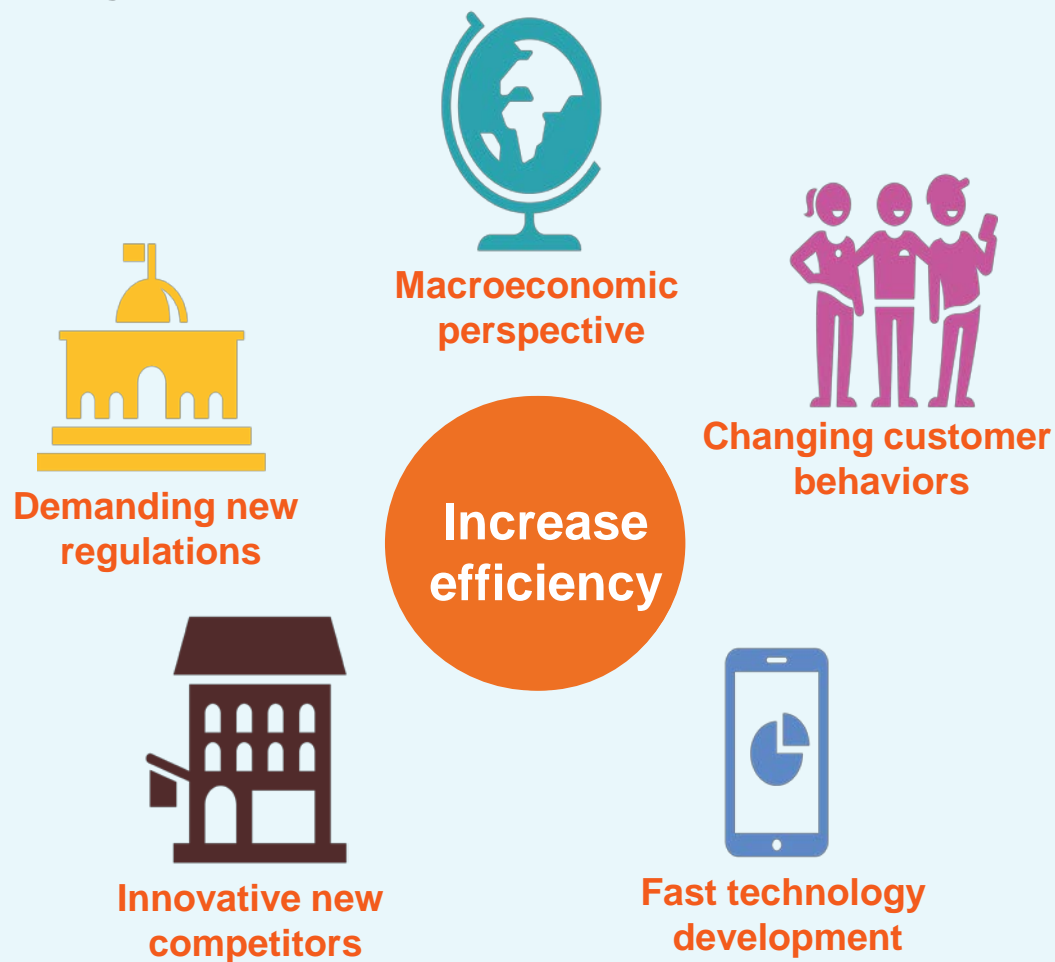 Macroeconomic
perspective
Changing customer
behaviors
Demanding new
regulations
Increase
efficiency
Innovative new
competitors
Fast technology
development